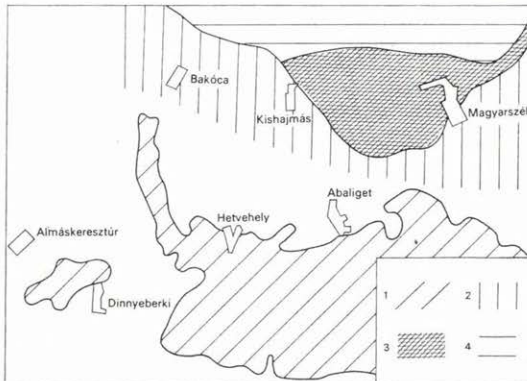 Bakóca
Kishajmás
Magyarszék
Abaliget
Hetvehely
Almáskeresztúr
Dinnyeberki
1
2
3
4